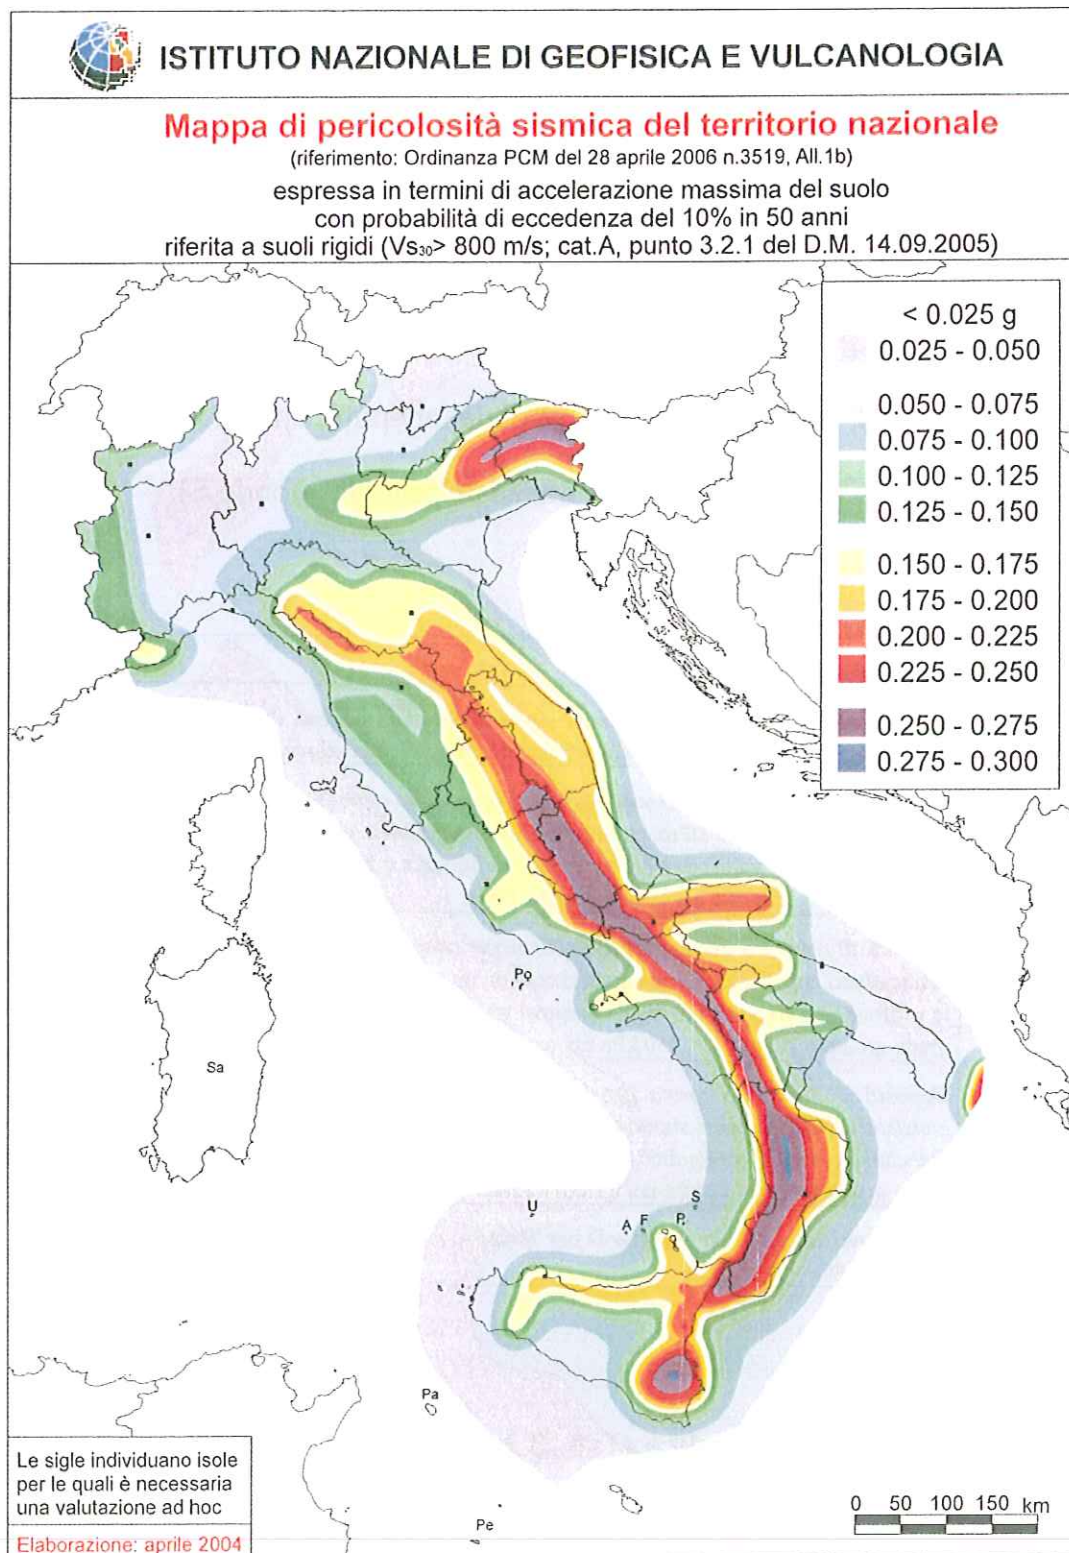 ISTITUTO NAZIONALE DI GEOFISICA E VULCANOLOGIA
Mappa di pericolosità sismica del territorio nazionale
(riferimento: Ordinanza PCM del 28 aprile 2006 n.3519, All.1b)
espressa in termini di accelerazione massima del suolo
con probabilità di eccedenza del 10% in 50 anni
riferita a suoli rigidi (Vs30> 800 m/s; cat.A, punto 3.2.1 del D.M. 14.09.2005)
< 0.025 g
0.025 - 0.050
0.050 - 0.075
0.075 - 0.100
0.100 - 0.125
0.125 - 0.150
0.150 - 0.175
0.175 - 0.200
0.200 - 0.225
0.225 - 0.250
0.250 - 0.275
0.275 - 0.300
Po
Sa
S
U
A
F
P
Pa
Pe
Le sigle individuano isole
per le quali è necessaria
una valutazione ad hoc
Elaborazione: aprile 2004
0 50 100 150 km